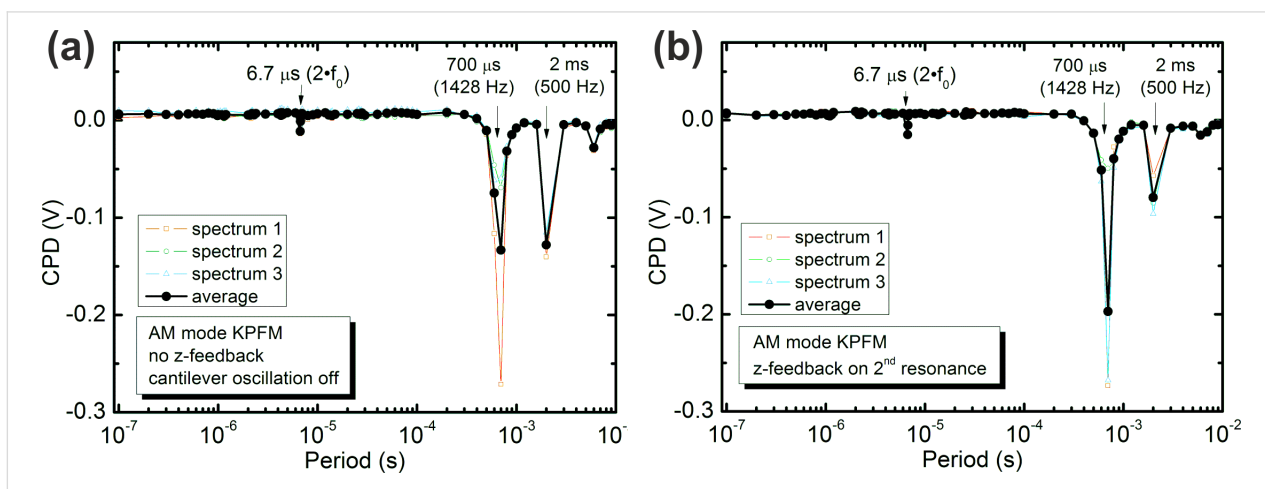 (a)
6.7 μs (2•f₀)
700 μs
(1428 Hz)
2 ms
(500 Hz)
0.0
-0.1
-0.2
-0.3
CPD (V)
spectrum 1
spectrum 2
spectrum 3
average
AM mode KPFM
no z-feedback
cantilever oscillation off
10⁻⁷
10⁻⁶
10⁻⁵
10⁻⁴
10⁻³
10⁻
Period (s)
(b)
6.7 μs (2•f₀)
700 μs
(1428 Hz)
2 ms
(500 Hz)
0.0
-0.1
-0.2
-0.3
CPD (V)
spectrum 1
spectrum 2
spectrum 3
average
AM mode KPFM
z-feedback on 2ⁿᵈ resonance
10⁻⁷
10⁻⁶
10⁻⁵
10⁻⁴
10⁻³
10⁻²
Period (s)